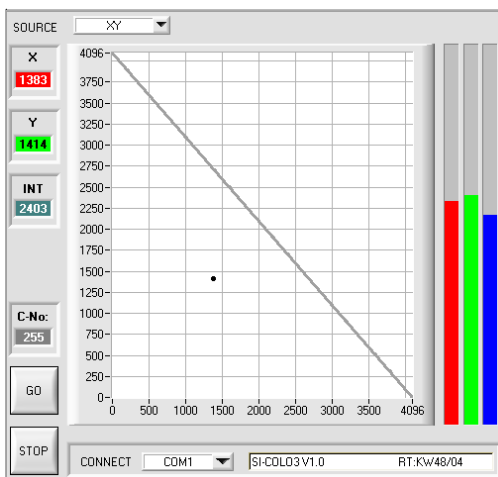 SOURCE XY
X
1383
Y
1414
INT
2403
C-No:
255
GO
STOP
4096
3750
3500
3250
3000
2750
2500
2250
2000
1750
1500
1250
1000
750
500
250
0
0 500 1000 1500 2000 2500 3000 3500 4096
CONNECT COM1 SI-COLO3 V1.0 RT:KW48/04